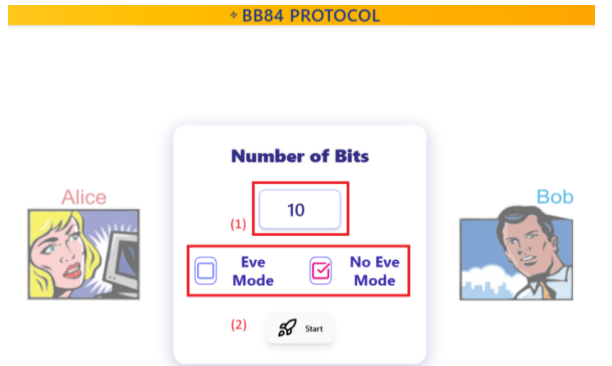 BB84 PROTOCOL
Number of Bits
Alice
Bob
10
(1)
Eve Mode
No Eve Mode
(2)
Start